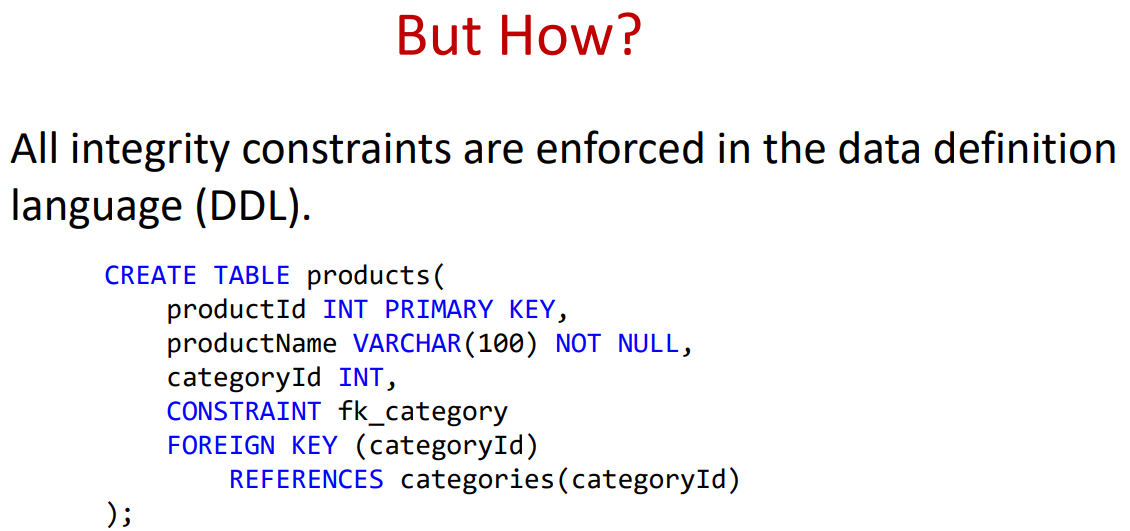 But How?
All integrity constraints are enforced in the data definition
language (DDL).
CREATE TABLE products(
    productId INT PRIMARY KEY,
    productName VARCHAR(100) NOT NULL,
    categoryId INT,
    CONSTRAINT fk_category
    FOREIGN KEY (categoryId)
        REFERENCES categories(categoryId)
);